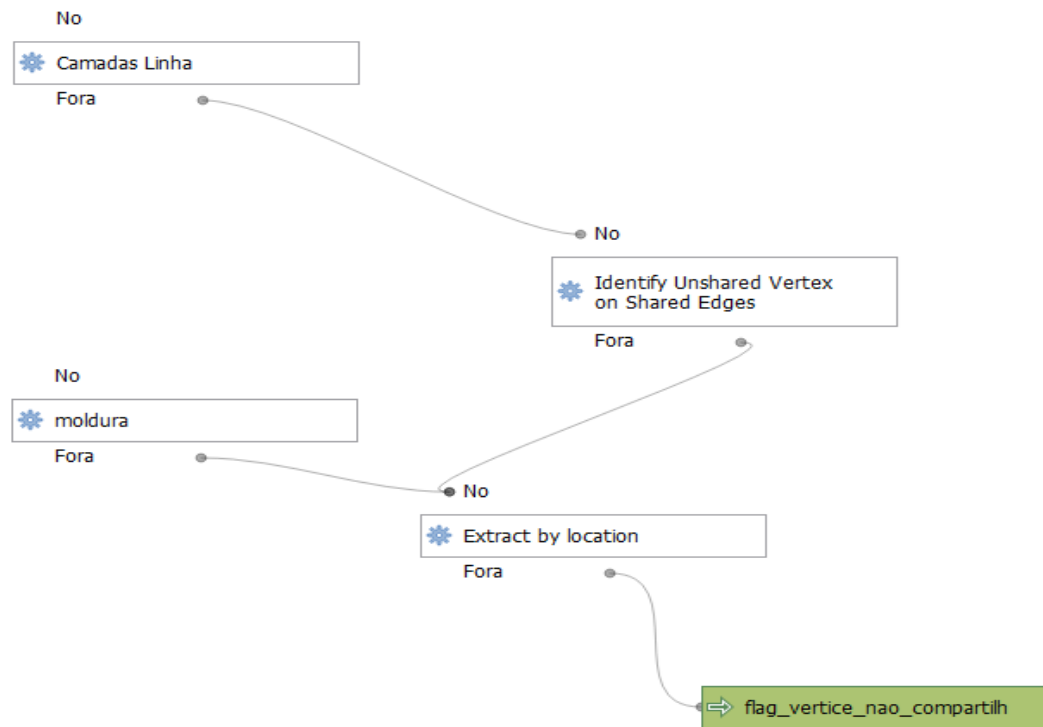 No
Camadas Linha
Fora
No
Identify Unshared Vertex
on Shared Edges
Fora
No
moldura
Fora
No
Extract by location
Fora
flag_vertice_nao_compartilh